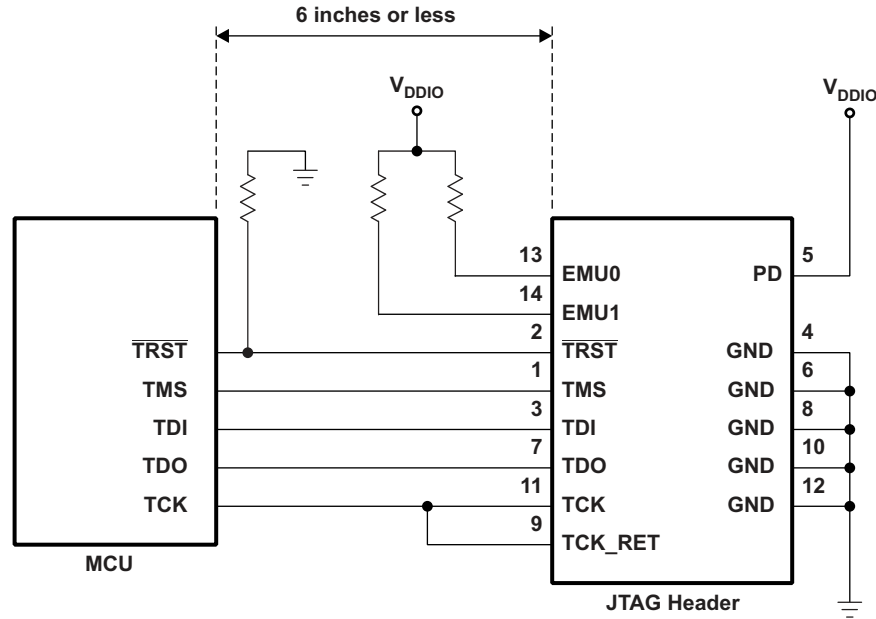 6 inches or less
VDDIO
VDDIO
13
EMU0
5
PD
14
EMU1
TRST
2
TRST
4
GND
TMS
1
TMS
6
GND
TDI
3
TDI
8
GND
TDO
7
TDO
10
GND
TCK
11
TCK
12
GND
9
TCK_RET
MCU
JTAG Header